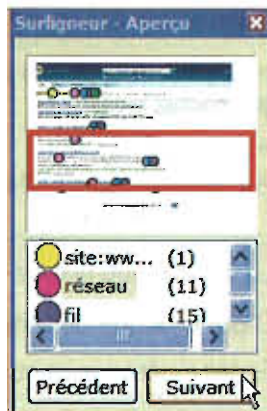 Surligneur - Aperçu
site:ww... (1)
réseau (11)
fil (15)
Précédent Suivant